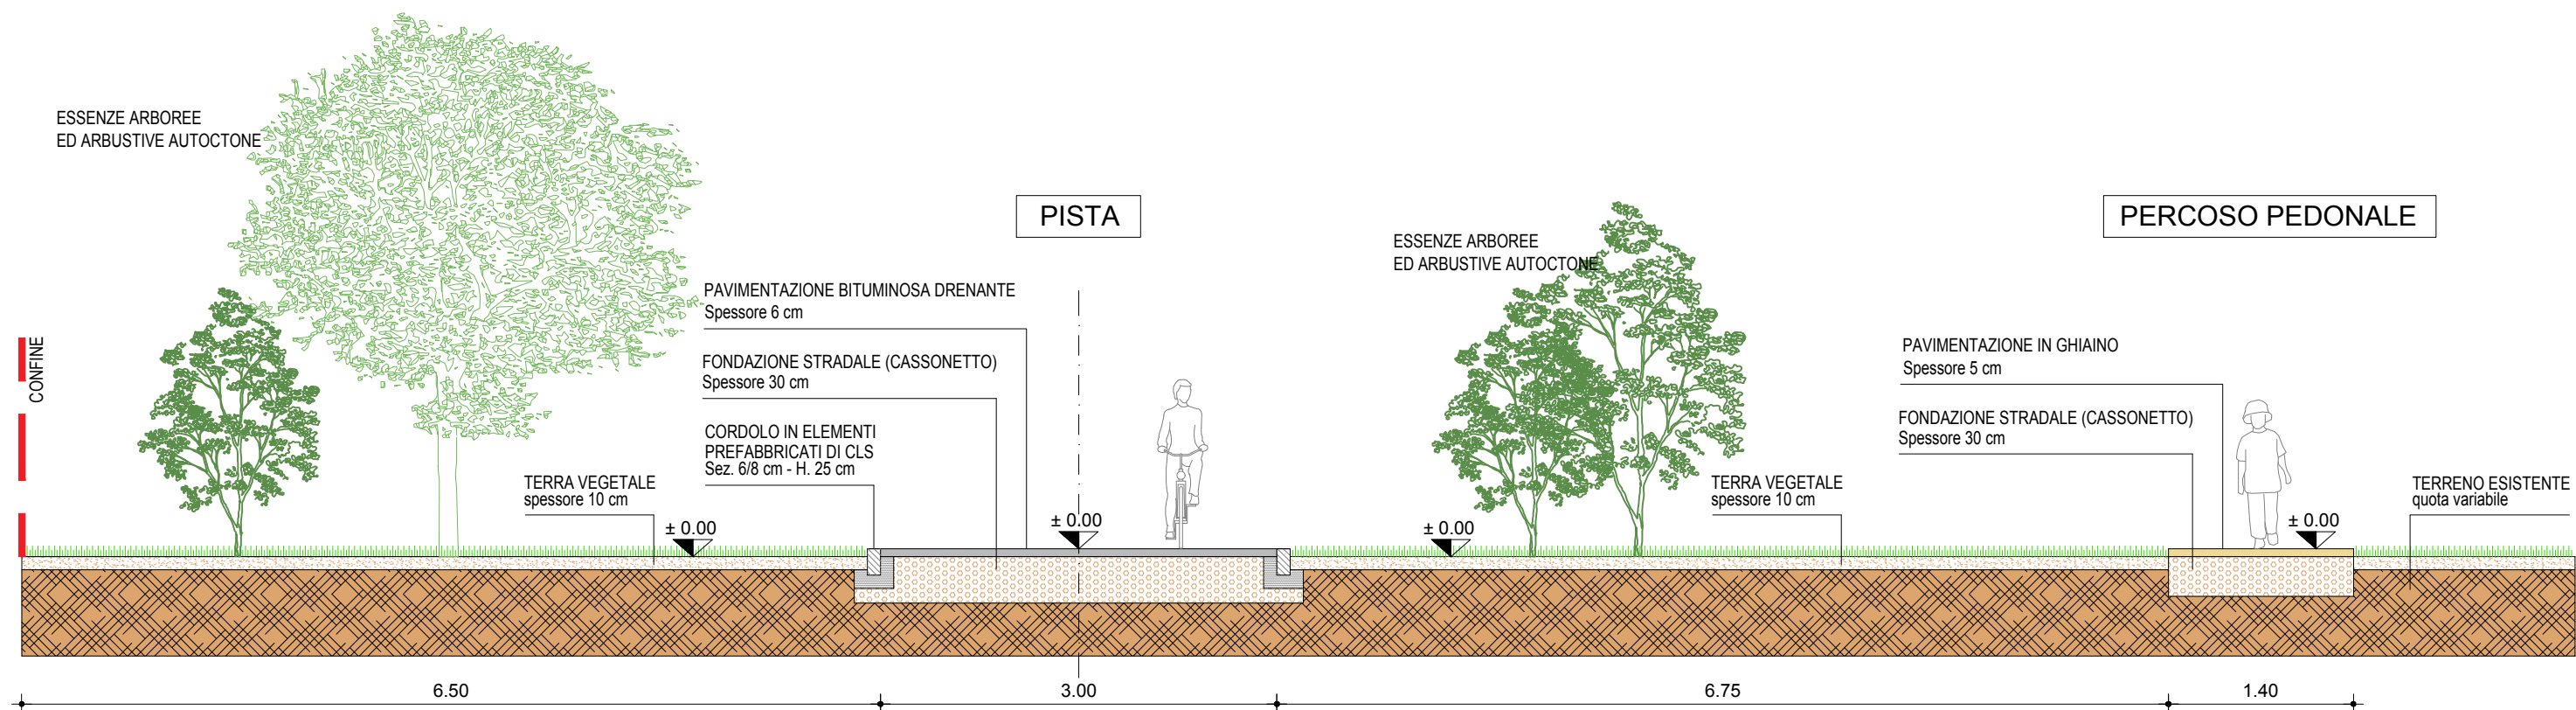 ESSENZE ARBOREE
ED ARBUSTIVE AUTOCTONE
CONFINE
TERRA VEGETALE
spessore 10 cm
± 0.00
PISTA
PAVIMENTAZIONE BITUMINOSA DRENANTE
Spessore 6 cm
FONDAZIONE STRADALE (CASSONETTO)
Spessore 30 cm
CORDOLO IN ELEMENTI
PREFABBRICATI DI CLS
Sez. 6/8 cm - H. 25 cm
± 0.00
ESSENZE ARBOREE
ED ARBUSTIVE AUTOCTONE
± 0.00
TERRA VEGETALE
spessore 10 cm
PERCOSO PEDONALE
PAVIMENTAZIONE IN GHIAINO
Spessore 5 cm
FONDAZIONE STRADALE (CASSONETTO)
Spessore 30 cm
± 0.00
TERRENO ESISTENTE
quota variabile
6.50
3.00
6.75
1.40